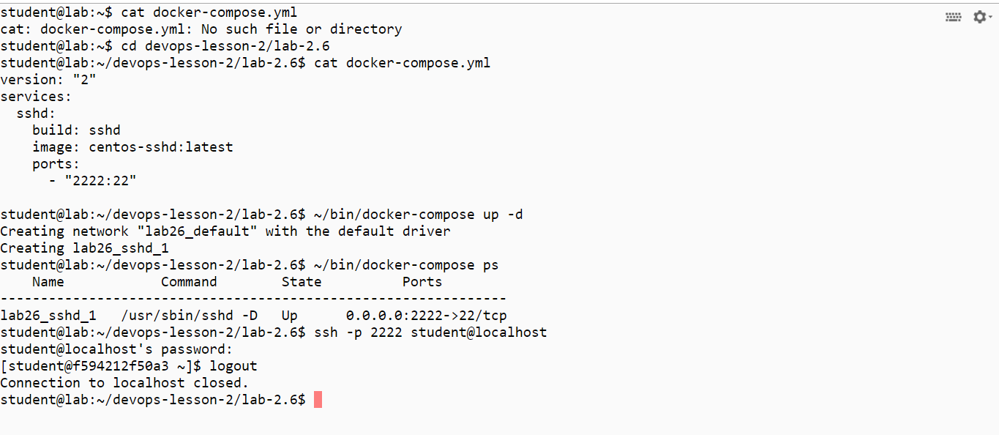 student@lab:~$ cat docker-compose.yml
cat: docker-compose.yml: No such file or directory
student@lab:~$ cd devops-lesson-2/lab-2.6
student@lab:~/devops-lesson-2/lab-2.6$ cat docker-compose.yml
version: "2"
services:
  sshd:
    build: sshd
    image: centos-sshd:latest
    ports:
      - "2222:22"

student@lab:~/devops-lesson-2/lab-2.6$ ~/bin/docker-compose up -d
Creating network "lab26_default" with the default driver
Creating lab26_sshd_1
student@lab:~/devops-lesson-2/lab-2.6$ ~/bin/docker-compose ps
    Name            Command        State          Ports
---------------------------------------------------------------
lab26_sshd_1   /usr/sbin/sshd -D   Up      0.0.0.0:2222->22/tcp
student@lab:~/devops-lesson-2/lab-2.6$ ssh -p 2222 student@localhost
student@localhost's password:
[student@f594212f50a3 ~]$ logout
Connection to localhost closed.
student@lab:~/devops-lesson-2/lab-2.6$